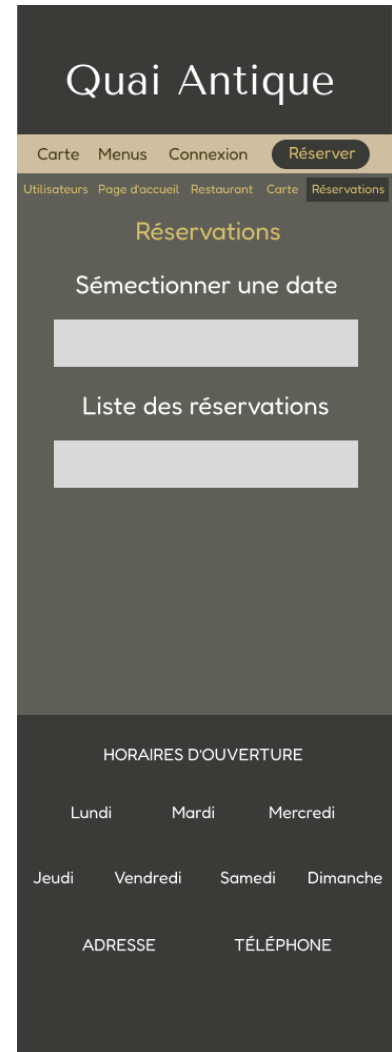 Quai Antique
Carte Menus Connexion Réserver
Utilisateurs Page d'accueil Restaurant Carte Réservations
Réservations
Sémectionner une date
Liste des réservations
HORAIRES D'OUVERTURE
Lundi Mardi Mercredi
Jeudi Vendredi Samedi Dimanche
ADRESSE TÉLÉPHONE